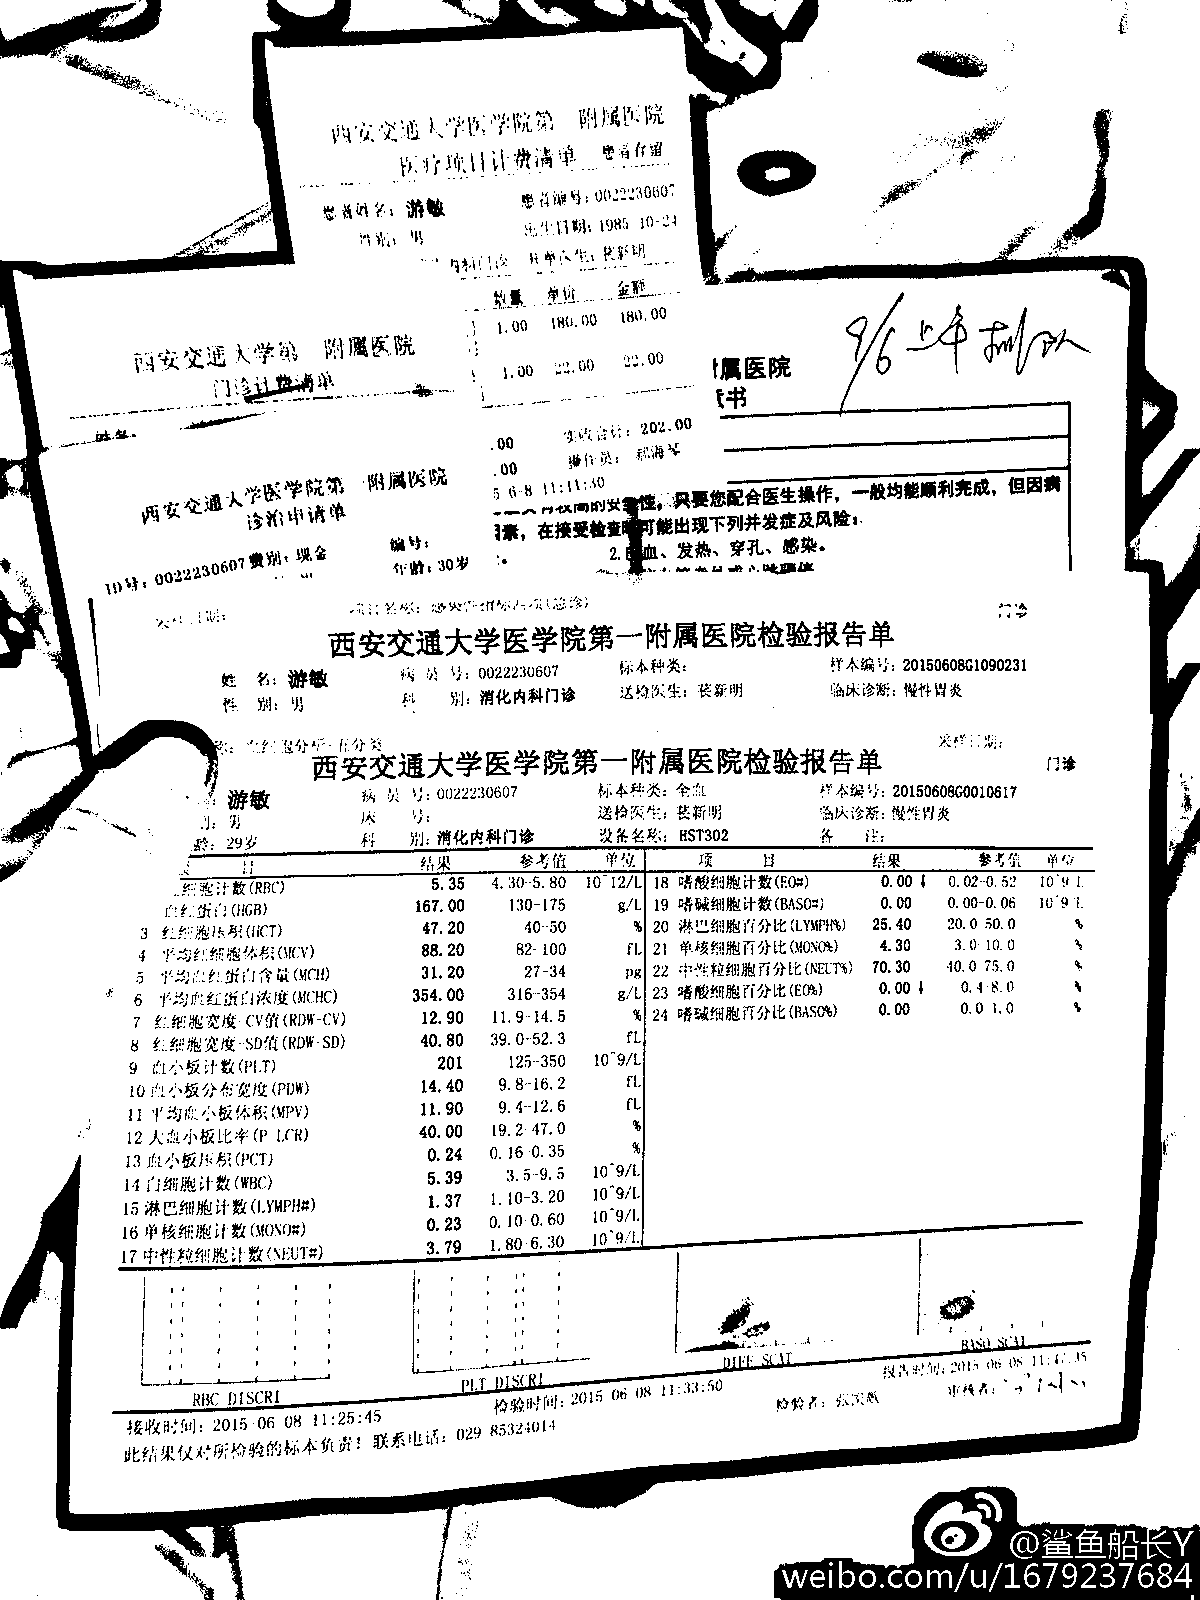 西安交通大学医学院第 附属医院
医疗项目计费清单 患者存留
患者姓名: 游敏 患者编号: 0022230607
性别: 男 出生日期: 1985-10-24
内科门诊 开单医生:
数量 单价 金额
1.00 180.00 180.00
1.00 22.00 22.00
.00 实收合计: 202.00
.00 操作员:
5-6-8 11:11:30
9/6 上午 排队
西安交通大学第 附属医院
门诊计费清单
姓名:
附属医院
书
的安全性,只要您配合医生操作,一般均能顺利完成,但因病
因素,在接受检查时可能出现下列并发症及风险:
2. 血、发热、穿孔、感染。
西安交通大学医学院第一附属医院
诊治申请单
ID号: 0022230607 费别: 现金 编号:
年龄: 30岁
采样日期: 门诊
西安交通大学医学院第一附属医院检验报告单
姓 名: 游敏 病 员 号: 0022230607 标本种类: 样本编号: 20150608G1090231
性 别: 男 科 别: 消化内科门诊 送检医生: 新明 临床诊断: 慢性胃炎
称: 血细胞分析-五分类 采样日期:
西安交通大学医学院第一附属医院检验报告单 门诊
游敏 病 员 号: 0022230607 标本种类: 全血 样本编号: 20150608G0010617
别: 男 床 号: 送检医生: 新明 临床诊断: 慢性胃炎
龄: 29岁 科 别: 消化内科门诊 设备名称: HST302 备 注:
目 结果 参考值 单位 项 目 结果 参考值 单位
红细胞计数(RBC) 5.35 4.30-5.80 10^12/L 18 嗜酸细胞计数(EO#) 0.00 ↓ 0.02-0.52 10^9/L
血红蛋白(HGB) 167.00 130-175 g/L 19 嗜碱细胞计数(BASO#) 0.00 0.00-0.06 10^9/L
3 红细胞压积(HCT) 47.20 40-50 % 20 淋巴细胞百分比(LYMPH%) 25.40 20.0-50.0 %
4 平均红细胞体积(MCV) 88.20 82-100 fL 21 单核细胞百分比(MONO%) 4.30 3.0-10.0 %
5 平均血红蛋白含量(MCH) 31.20 27-34 pg 22 中性粒细胞百分比(NEUT%) 70.30 40.0-75.0 %
6 平均血红蛋白浓度(MCHC) 354.00 316-354 g/L 23 嗜酸细胞百分比(EO%) 0.00 ↓ 0.4-8.0 %
7 红细胞宽度-CV值(RDW-CV) 12.90 11.9-14.5 % 24 嗜碱细胞百分比(BASO%) 0.00 0.0-1.0 %
8 红细胞宽度-SD值(RDW-SD) 40.80 39.0-52.3 fL
9 血小板计数(PLT) 201 125-350 10^9/L
10 血小板分布宽度(PDW) 14.40 9.8-16.2 fL
11 平均血小板体积(MPV) 11.90 9.4-12.6 fL
12 大血小板比率(P-LCR) 40.00 19.2-47.0 %
13 血小板压积(PCT) 0.24 0.16-0.35 %
14 白细胞计数(WBC) 5.39 3.5-9.5 10^9/L
15 淋巴细胞计数(LYMPH#) 1.37 1.10-3.20 10^9/L
16 单核细胞计数(MONO#) 0.23 0.10-0.60 10^9/L
17 中性粒细胞计数(NEUT#) 3.79 1.80-6.30 10^9/L
RBC DISCRI PLT DISCRI DIFF SCAT BASO SCAT
接收时间: 2015-06-08 11:25:45 检验时间: 2015-06-08 11:33:50 检验者: 报告时间: 2015-06-08 审核者:
此结果仅对所检验的标本负责! 联系电话: 029-85324014
@鲨鱼船长Y
weibo.com/u/1679237684